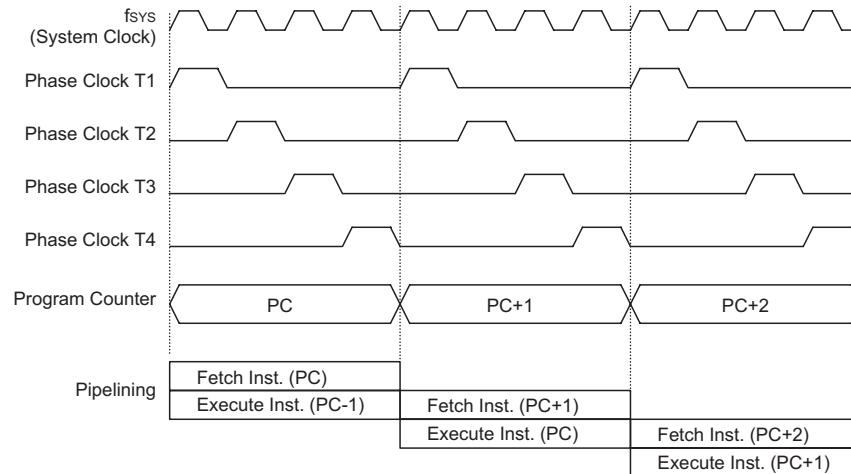 fSYS
(System Clock)
Phase Clock T1
Phase Clock T2
Phase Clock T3
Phase Clock T4
Program Counter
PC
PC+1
PC+2
Pipelining
Fetch Inst. (PC)
Execute Inst. (PC-1)
Fetch Inst. (PC+1)
Execute Inst. (PC)
Fetch Inst. (PC+2)
Execute Inst. (PC+1)